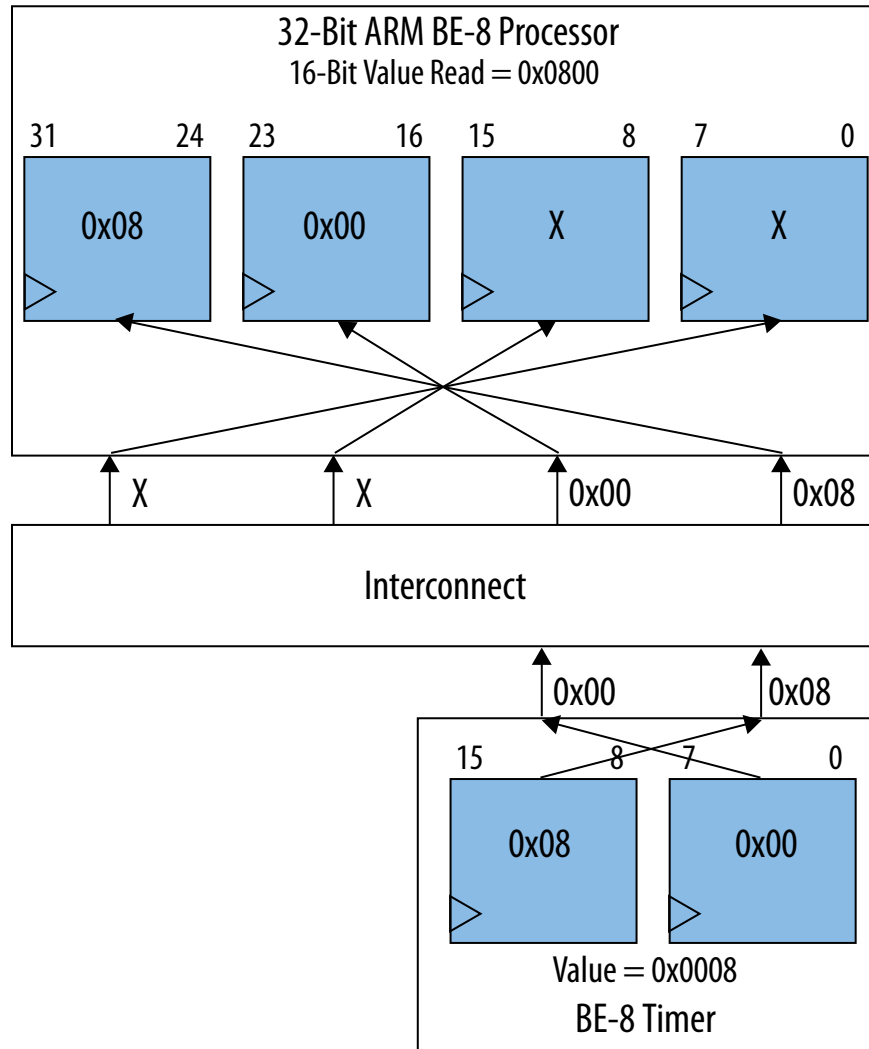 32-Bit ARM BE-8 Processor
16-Bit Value Read = 0x0800
31 24 23 16 15 8 7 0
0x08 0x00 X X
X X 0x00 0x08
Interconnect
0x00 0x08
15 8 7 0
0x08 0x00
Value = 0x0008
BE-8 Timer